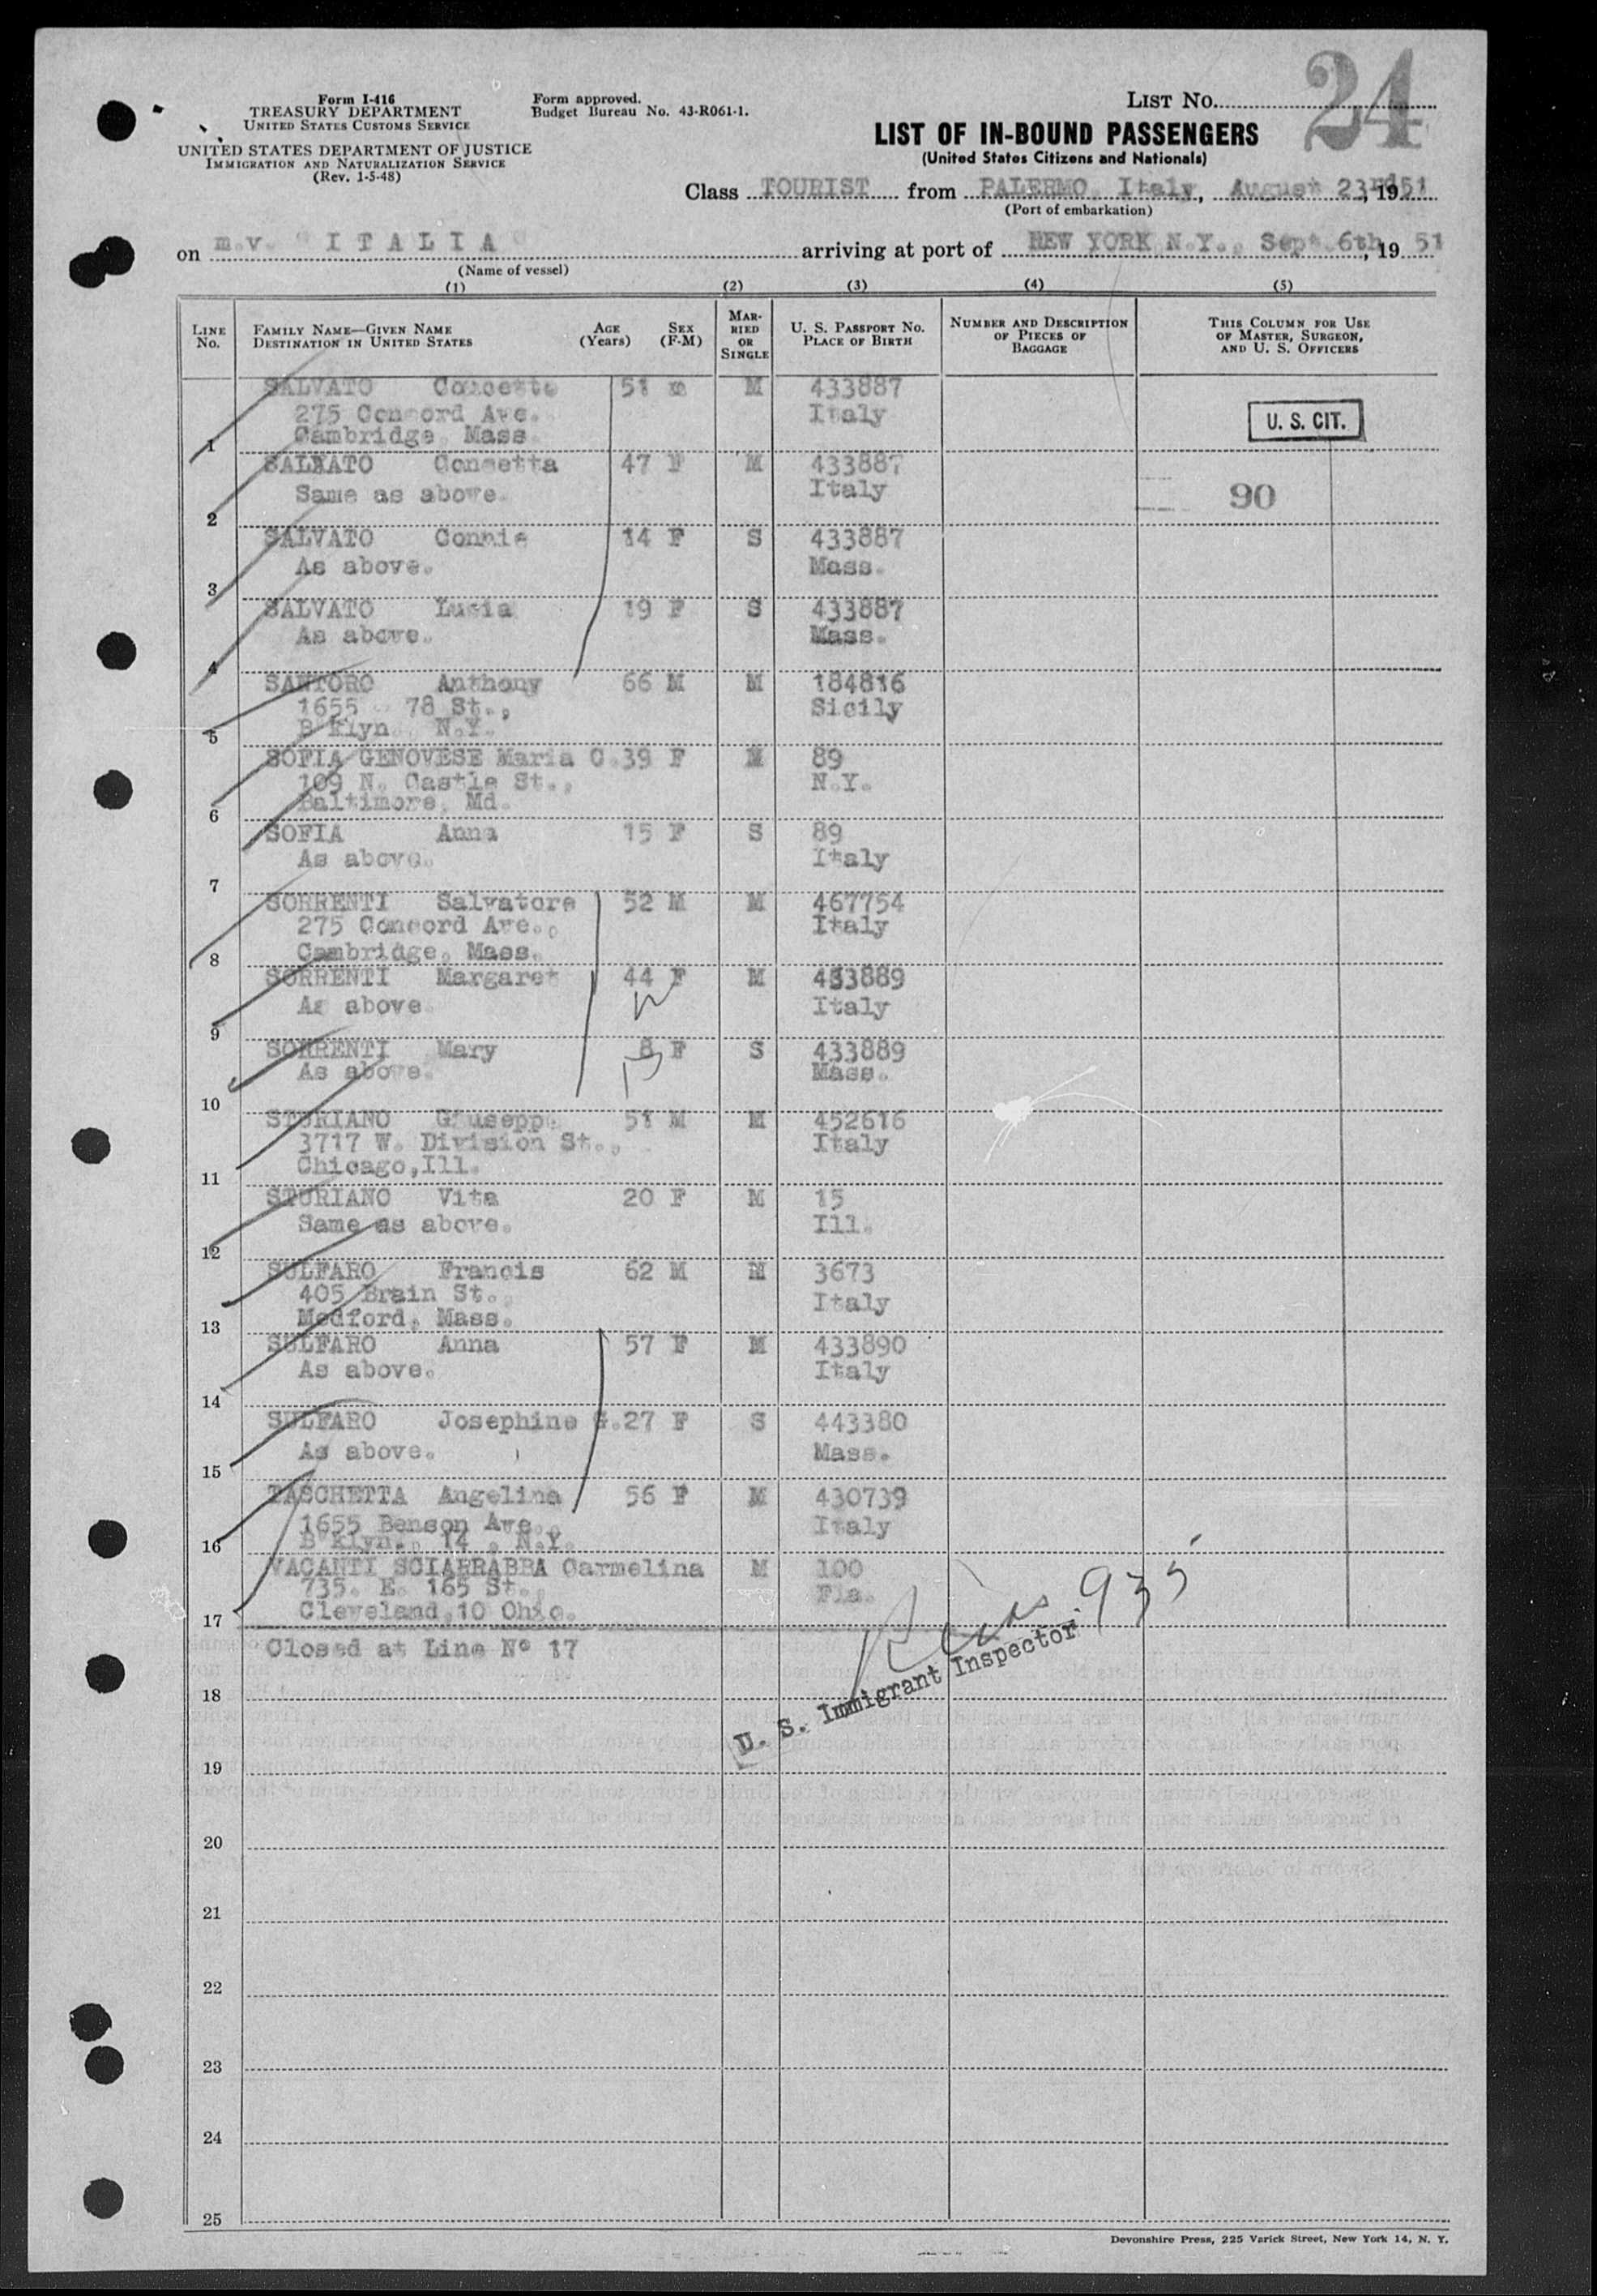 24
Form I-416
TREASURY DEPARTMENT
UNITED STATES CUSTOMS SERVICE
UNITED STATES DEPARTMENT OF JUSTICE
IMMIGRATION AND NATURALIZATION SERVICE
(Rev. 1-5-48)
Form approved.
Budget Bureau No. 43-R061-1.
LIST NO.
LIST OF IN-BOUND PASSENGERS
(United States Citizens and Nationals)
Class TOURIST from PALERMO, Italy, August 23rd, 1951
(Port of embarkation)
on m.v. "ITALIA" arriving at port of NEW YORK N.Y., Sept. 6th, 19 51
(Name of vessel)
(1) (2) (3) (4) (5)
LINE NO. FAMILY NAME—GIVEN NAME DESTINATION IN UNITED STATES AGE (Years) SEX (F-M) MARRIED OR SINGLE U. S. PASSPORT NO. PLACE OF BIRTH NUMBER AND DESCRIPTION OF PIECES OF BAGGAGE THIS COLUMN FOR USE OF MASTER, SURGEON, AND U. S. OFFICERS
SALVATO Concetto 51 m M 433887
275 Concord Ave. Italy
U. S. CIT.
1 Cambridge, Mass.
SALVATO Concetta 47 F M 433887
Same as above. Italy
90
2
SALVATO Connie 14 F S 433887
As above. Mass.
3
SALVATO Lucia 19 F S 433887
As above. Mass.
4
SANTORO Anthony 66 M M 184816
1655 78 St., Sicily
5 B'klyn. N.Y.
SOFIA GENOVESE Maria C. 39 F M 89
109 N. Castle St., N.Y.
Baltimore, Md.
6
SOFIA Anna 15 F S 89
As above. Italy
7
SORRENTI Salvatore 52 M M 467754
275 Concord Ave., Italy
8 Cambridge, Mass.
SORRENTI Margaret 44 F M 433889
As above. Italy
9
SORRENTI Mary 8 F S 433889
As above. 13 Mass.
10
STURIANO Giuseppe 51 M M 452616
3717 W. Division St., Italy
Chicago, Ill.
11
STURIANO Vita 20 F M 15
Same as above. Ill.
12
SULFARO Francis 62 M M 3673
405 Brain St. Italy
Medford, Mass.
13
SULFARO Anna 57 F M 433890
As above. Italy
14
SULFARO Josephine G. 27 F S 443380
As above. Mass.
15
TASCHETTA Angelina 56 F M 430739
1655 Benson Ave. Italy
16 B'klyn. 14, N.Y.
VACANTI SCIARRABBA Carmelina M 100
735. E. 165 St. Fla.
Cleveland, 10 Ohio.
17
935
Closed at Line Nº 17
U. S. Immigrant Inspector
18
19
20
21
22
23
24
25
Devonshire Press, 225 Varick Street, New York 14, N. Y.